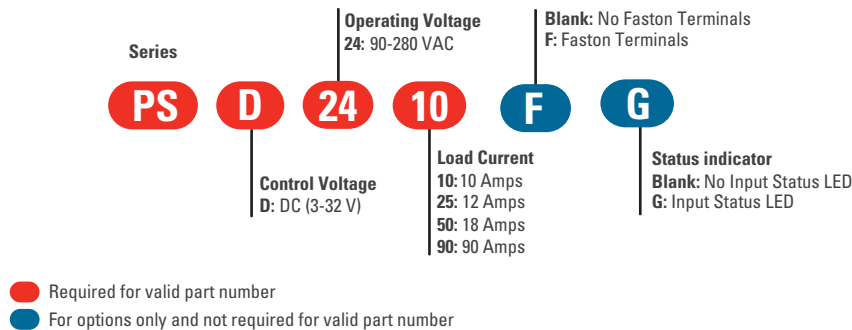 Operating Voltage
24: 90-280 VAC
Blank: No Faston Terminals
F: Faston Terminals
Series
PS D 24 10 F G
Control Voltage
D: DC (3-32 V)
Load Current
10: 10 Amps
25: 12 Amps
50: 18 Amps
90: 90 Amps
Status indicator
Blank: No Input Status LED
G: Input Status LED
Required for valid part number
For options only and not required for valid part number